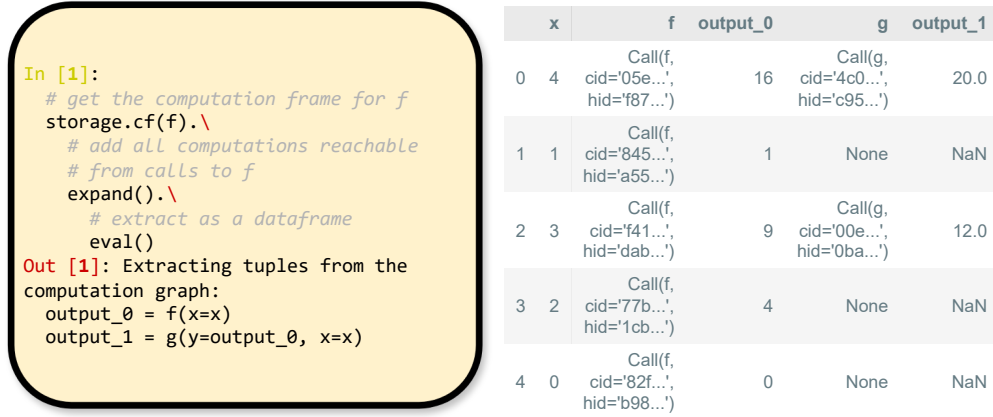 In [1]:
# get the computation frame for f
storage.cf(f).\
# add all computations reachable
# from calls to f
expand().\
# extract as a dataframe
eval()
Out [1]: Extracting tuples from the
computation graph:
output_0 = f(x=x)
output_1 = g(y=output_0, x=x)
x f output_0 g output_1
Call(f, Call(g,
0 4 cid='05e...', 16 cid='4c0...', 20.0
hid='f87...') hid='c95...')
Call(f,
1 1 cid='845...', 1 None NaN
hid='a55...')
Call(f, Call(g,
2 3 cid='f41...', 9 cid='00e...', 12.0
hid='dab...') hid='0ba...')
Call(f,
3 2 cid='77b...', 4 None NaN
hid='1cb...')
Call(f,
4 0 cid='82f...', 0 None NaN
hid='b98...')